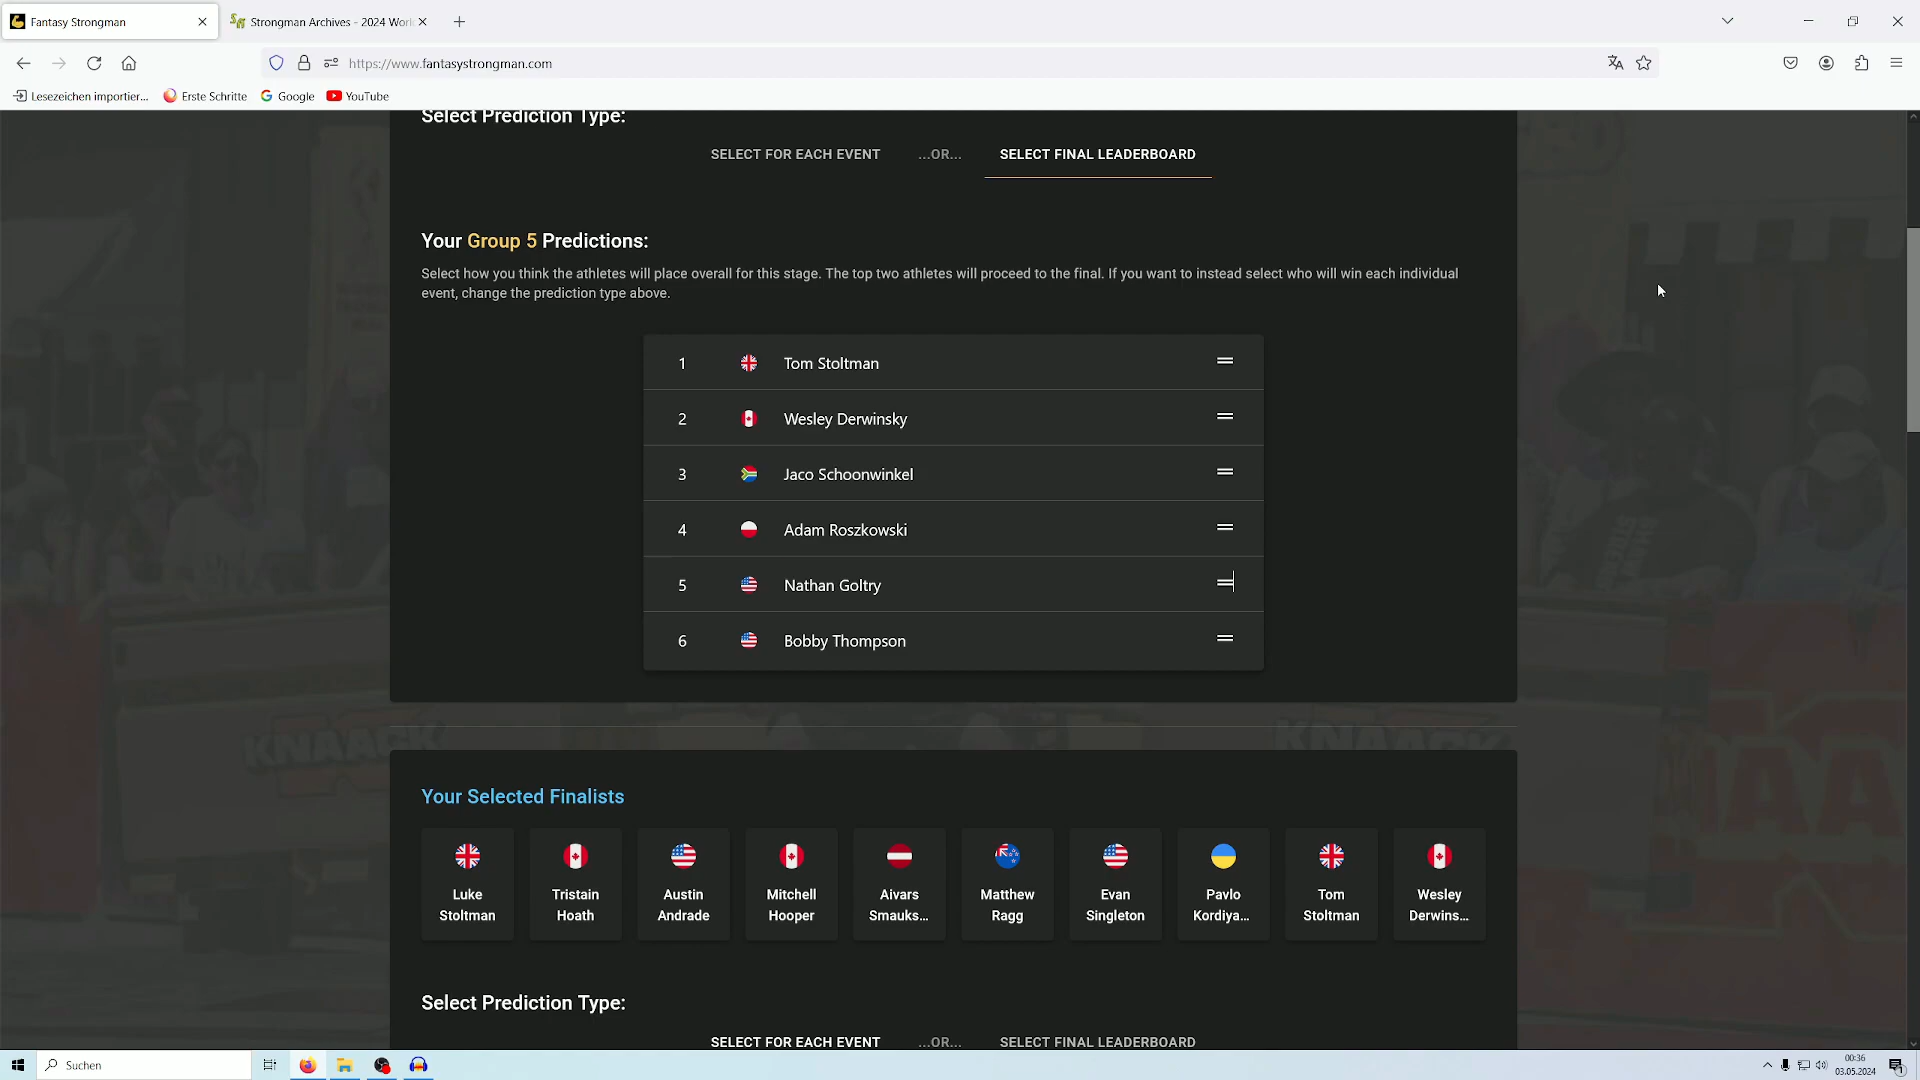 Fantasy Strongman
Strongman Archives - 2024 Worl
https://www.fantasystrongman.com
Lesezeichen importier...
Erste Schritte
Google
YouTube
Select Prediction Type:
SELECT FOR EACH EVENT
...OR...
SELECT FINAL LEADERBOARD
Your Group 5 Predictions:
Select how you think the athletes will place overall for this stage. The top two athletes will proceed to the final. If you want to instead select who will win each individual
event, change the prediction type above.
1 Tom Stoltman
2 Wesley Derwinsky
3 Jaco Schoonwinkel
4 Adam Roszkowski
5 Nathan Goltry
6 Bobby Thompson
KNAACK
KNAACK
Your Selected Finalists
Luke
Stoltman
Tristain
Hoath
Austin
Andrade
Mitchell
Hooper
Aivars
Smauks...
Matthew
Ragg
Evan
Singleton
Pavlo
Kordiya...
Tom
Stoltman
Wesley
Derwins...
Select Prediction Type:
SELECT FOR EACH EVENT
...OR...
SELECT FINAL LEADERBOARD
Suchen
00:36
03.05.2024